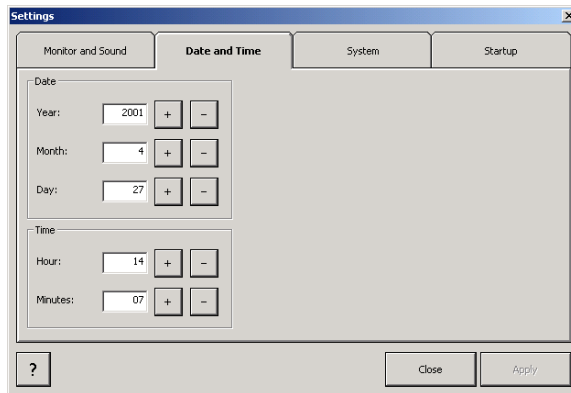 Settings
Monitor and Sound Date and Time System Startup
Date
Year: 2001 + -
Month: 4 + -
Day: 27 + -
Time
Hour: 14 + -
Minutes: 07 + -
? Close Apply